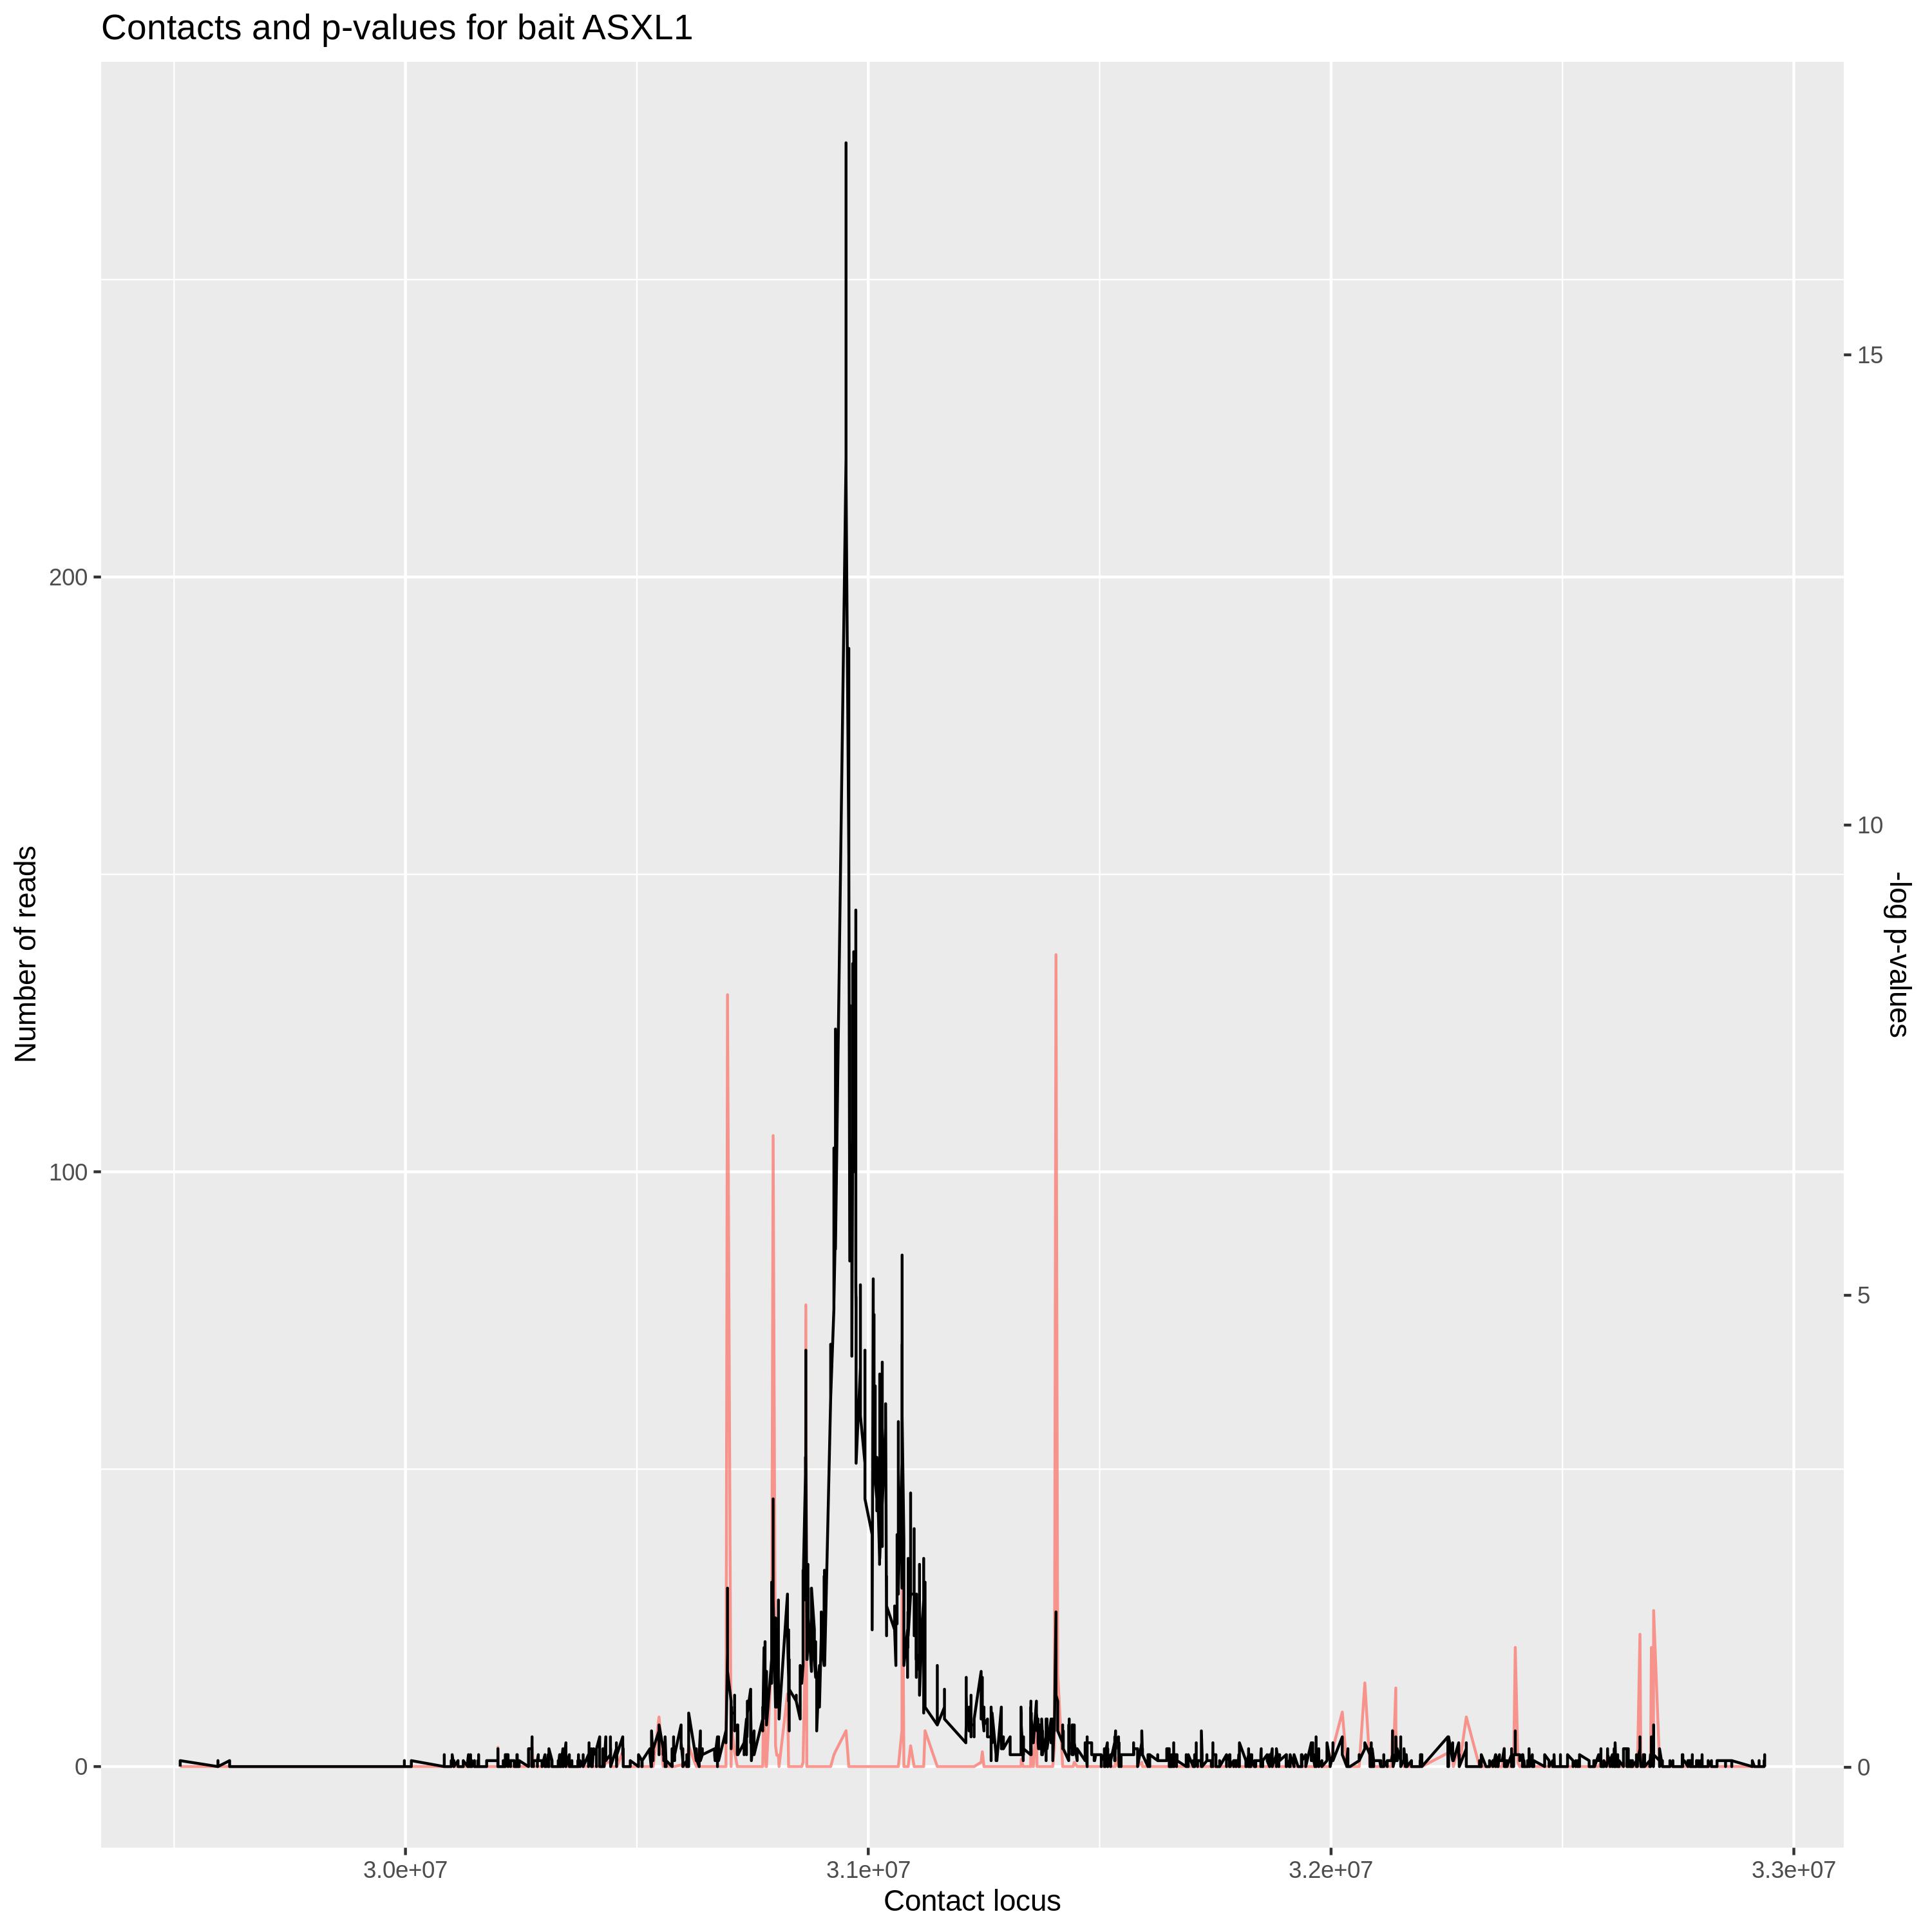 Contacts and p-values for bait ASXL1
Number of reads
200
100
0
15
10
5
0
-log p-values
3.0e+07
3.1e+07
3.2e+07
3.3e+07
Contact locus